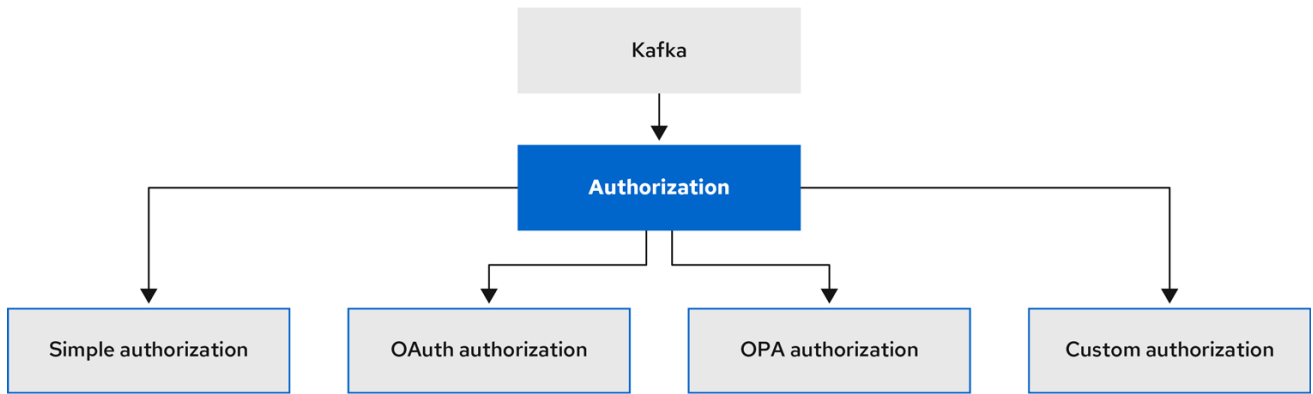 Kafka
Authorization
Simple authorization
OAuth authorization
OPA authorization
Custom authorization